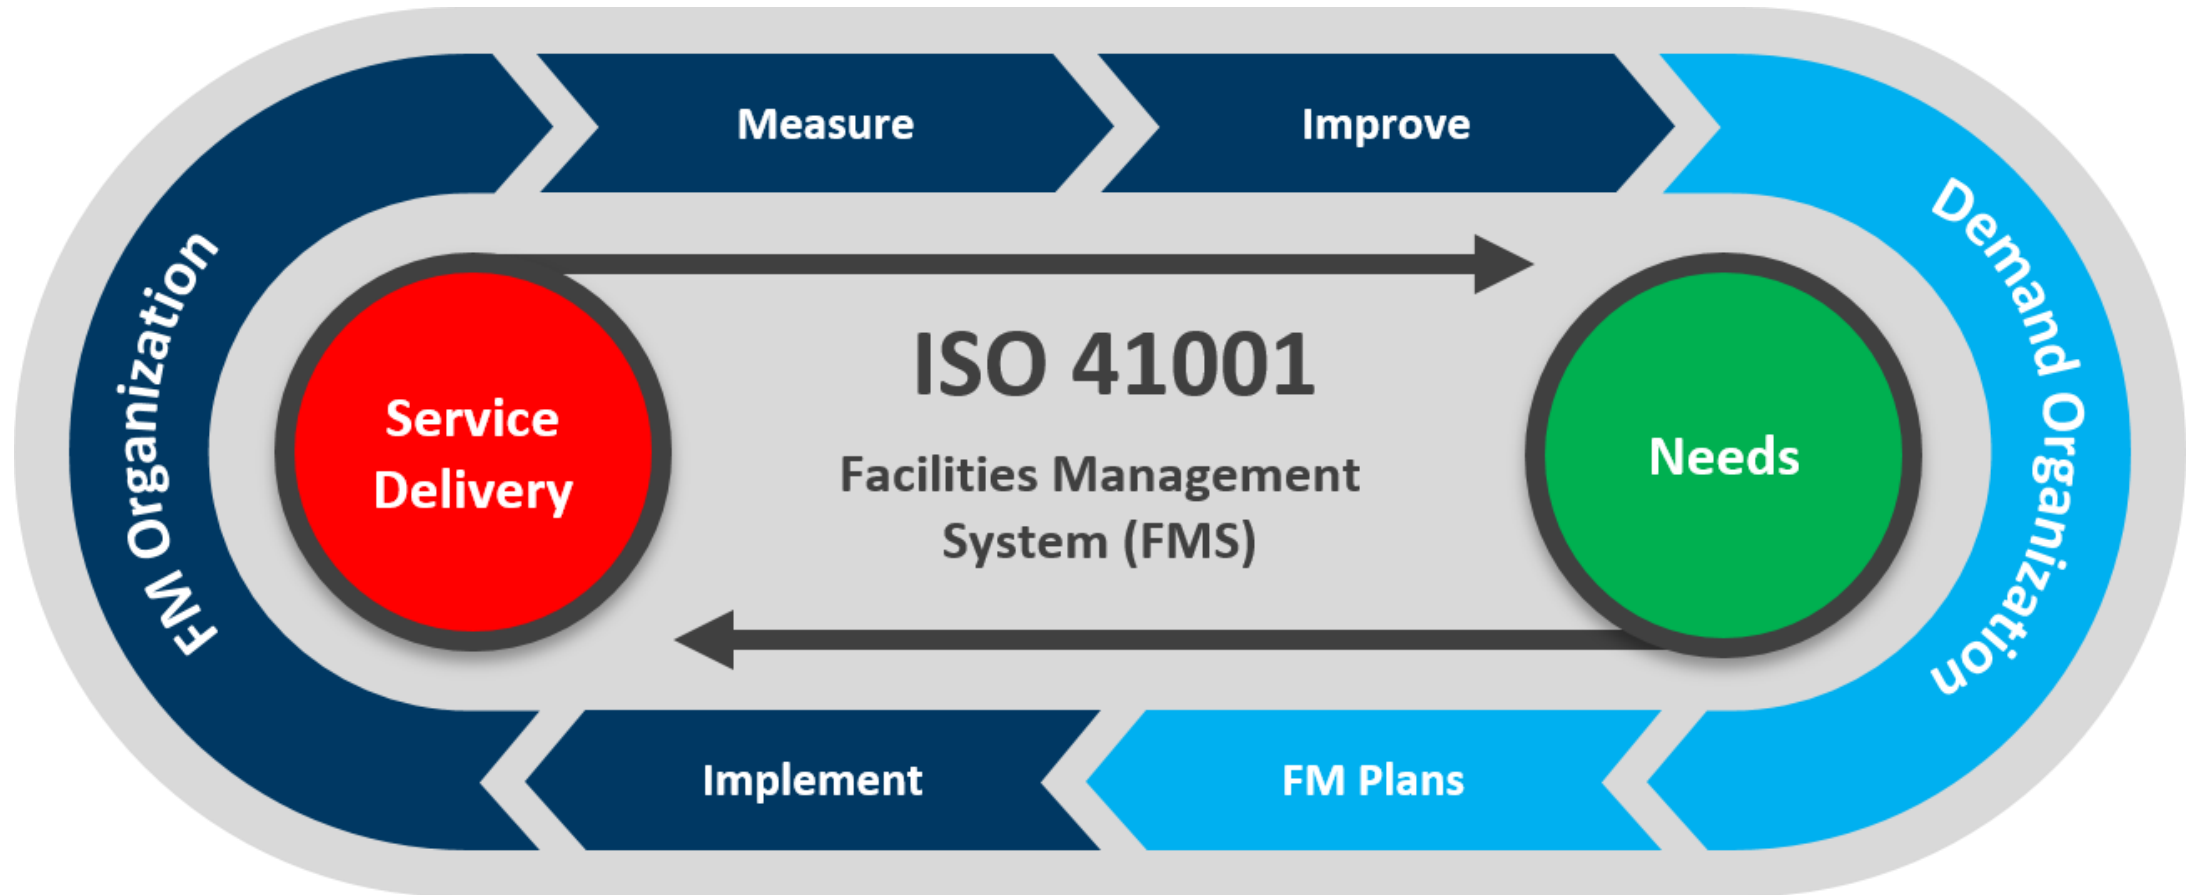 Measure
Improve
FM Organization
Demand Organization
Service
Delivery
ISO 41001
Facilities Management
System (FMS)
Needs
Implement
FM Plans